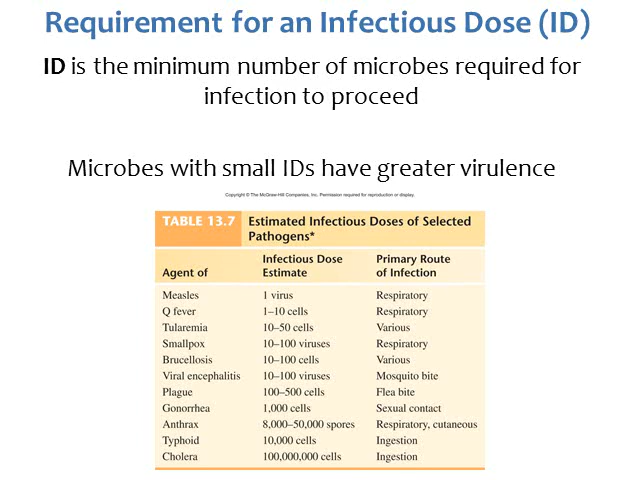 Requirement for an Infectious Dose (ID)
ID is the minimum number of microbes required for
infection to proceed
Microbes with small IDs have greater virulence
Copyright © The McGraw-Hill Companies, Inc. Permission required for reproduction or display.
TABLE 13.7 Estimated Infectious Doses of Selected
Pathogens*
Infectious Dose Primary Route
Agent of Estimate of Infection
Measles 1 virus Respiratory
Q fever 1–10 cells Respiratory
Tularemia 10–50 cells Various
Smallpox 10–100 viruses Respiratory
Brucellosis 10–100 cells Various
Viral encephalitis 10–100 viruses Mosquito bite
Plague 100–500 cells Flea bite
Gonorrhea 1,000 cells Sexual contact
Anthrax 8,000–50,000 spores Respiratory, cutaneous
Typhoid 10,000 cells Ingestion
Cholera 100,000,000 cells Ingestion